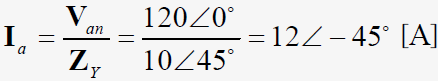 I_a = V_an / Z_Y = 120∠0° / 10∠45° = 12∠−45° [A]